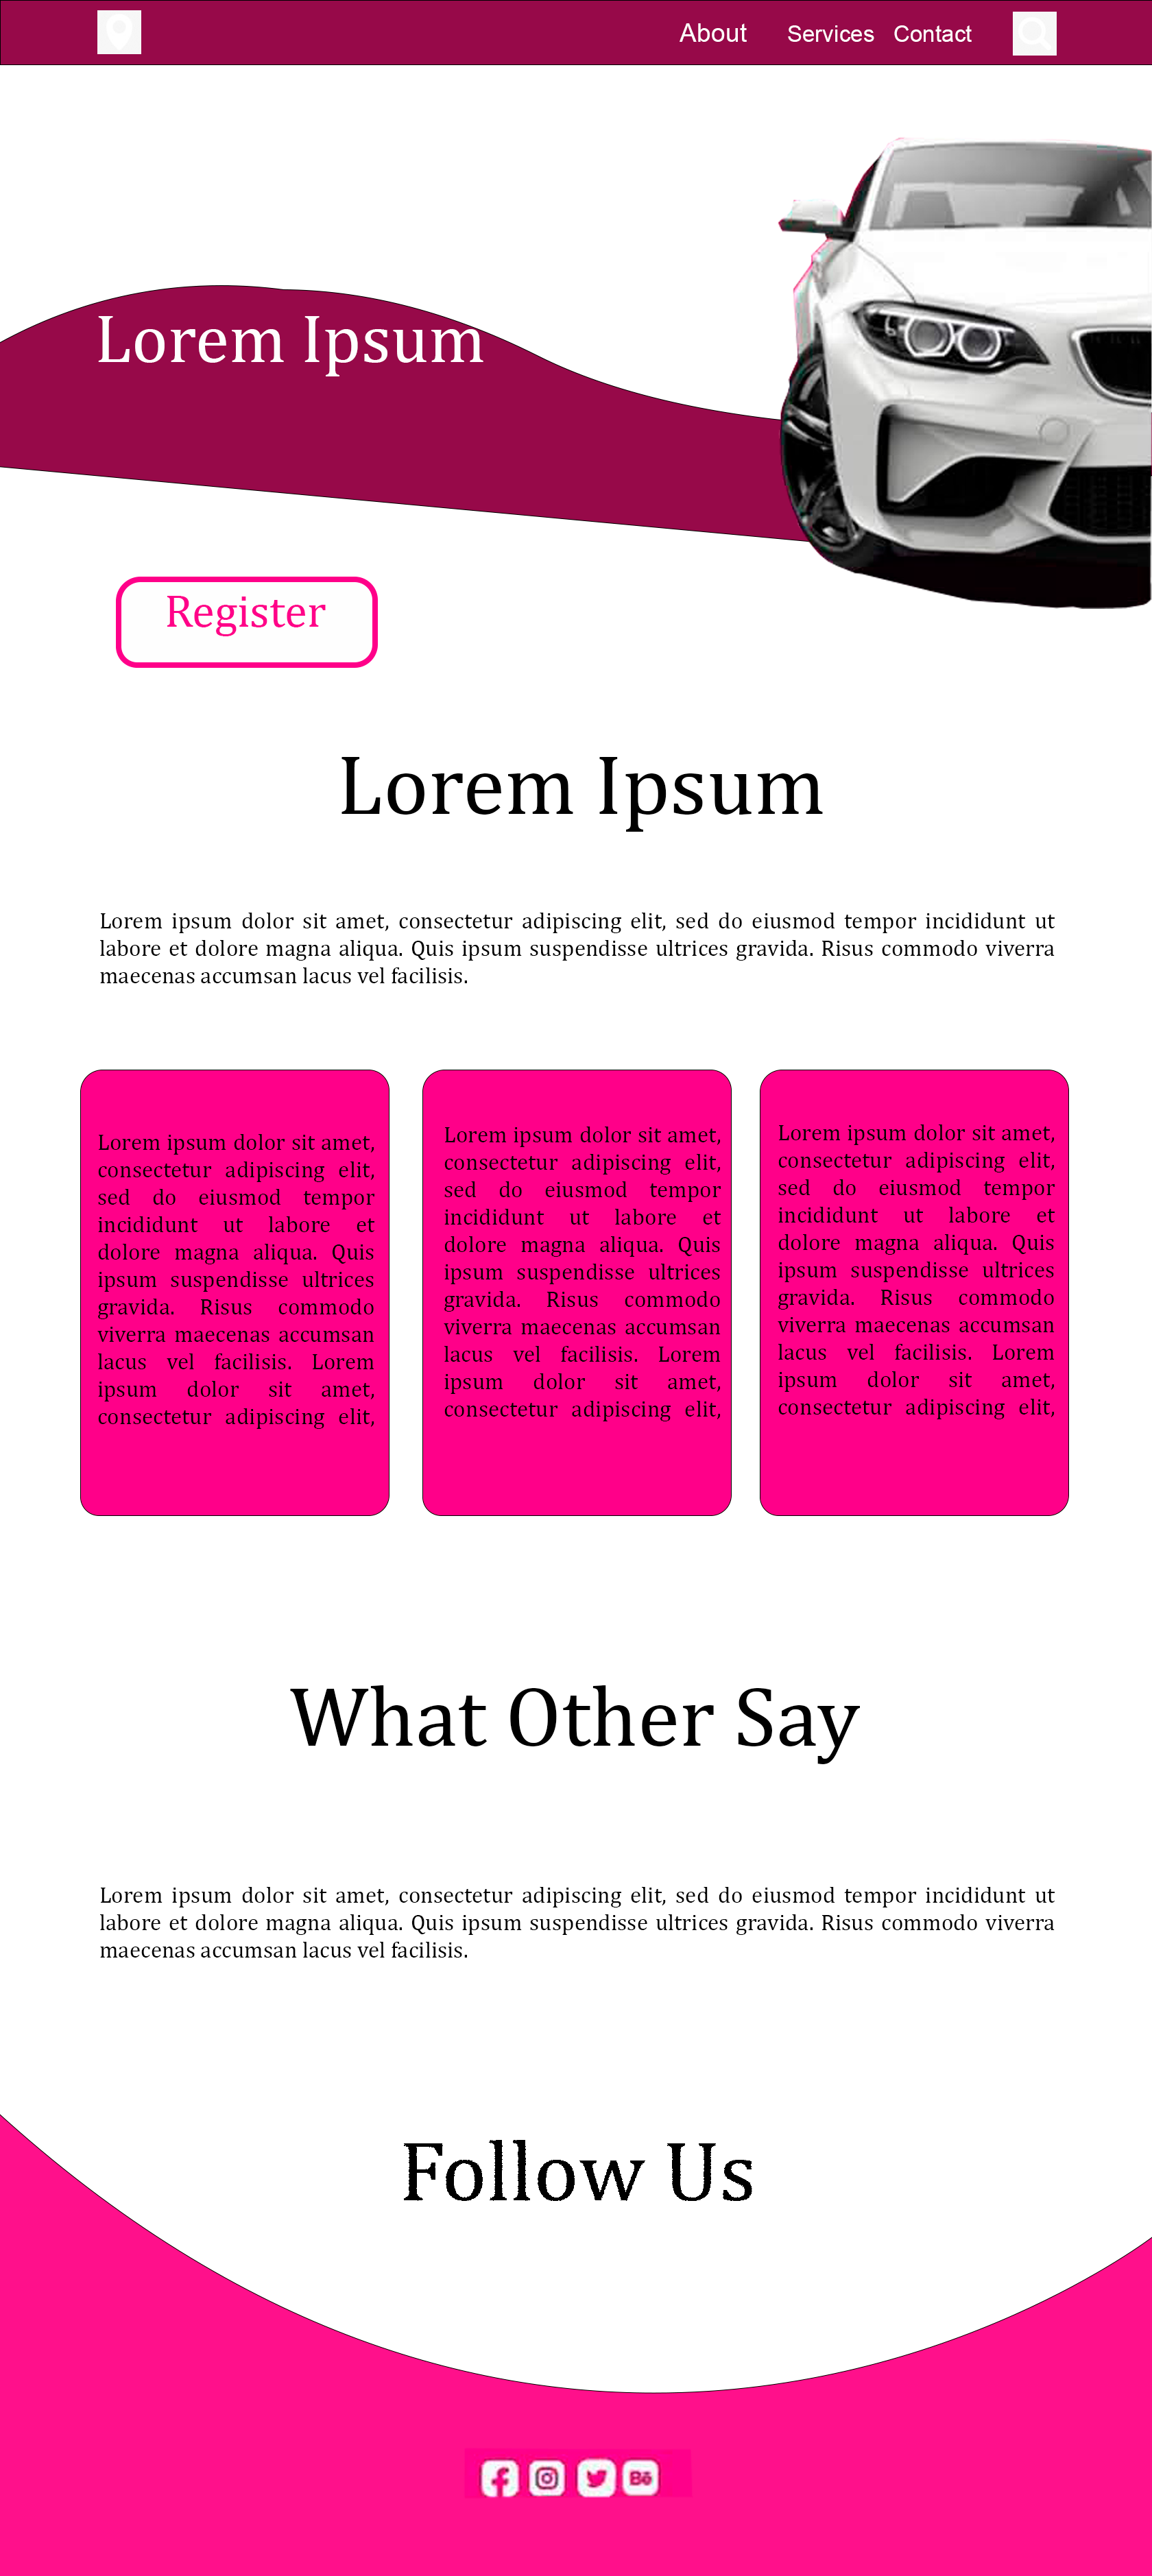 About Services Contact
Lorem Ipsum
Register
Lorem Ipsum
Lorem ipsum dolor sit amet, consectetur adipiscing elit, sed do eiusmod tempor incididunt ut
labore et dolore magna aliqua. Quis ipsum suspendisse ultrices gravida. Risus commodo viverra
maecenas accumsan lacus vel facilisis.
Lorem ipsum dolor sit amet,
consectetur adipiscing elit,
sed do eiusmod tempor
incididunt ut labore et
dolore magna aliqua. Quis
ipsum suspendisse ultrices
gravida. Risus commodo
viverra maecenas accumsan
lacus vel facilisis. Lorem
ipsum dolor sit amet,
consectetur adipiscing elit,
Lorem ipsum dolor sit amet,
consectetur adipiscing elit,
sed do eiusmod tempor
incididunt ut labore et
dolore magna aliqua. Quis
ipsum suspendisse ultrices
gravida. Risus commodo
viverra maecenas accumsan
lacus vel facilisis. Lorem
ipsum dolor sit amet,
consectetur adipiscing elit,
Lorem ipsum dolor sit amet,
consectetur adipiscing elit,
sed do eiusmod tempor
incididunt ut labore et
dolore magna aliqua. Quis
ipsum suspendisse ultrices
gravida. Risus commodo
viverra maecenas accumsan
lacus vel facilisis. Lorem
ipsum dolor sit amet,
consectetur adipiscing elit,
What Other Say
Lorem ipsum dolor sit amet, consectetur adipiscing elit, sed do eiusmod tempor incididunt ut
labore et dolore magna aliqua. Quis ipsum suspendisse ultrices gravida. Risus commodo viverra
maecenas accumsan lacus vel facilisis.
Follow Us
Bē